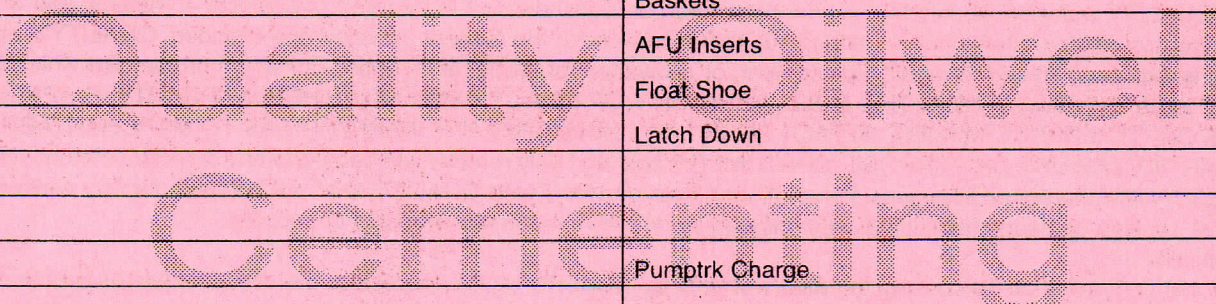 Baskets
AFU Inserts
Quality Oilwell
Float Shoe
Latch Down
Cementing
Pumptrk Charge